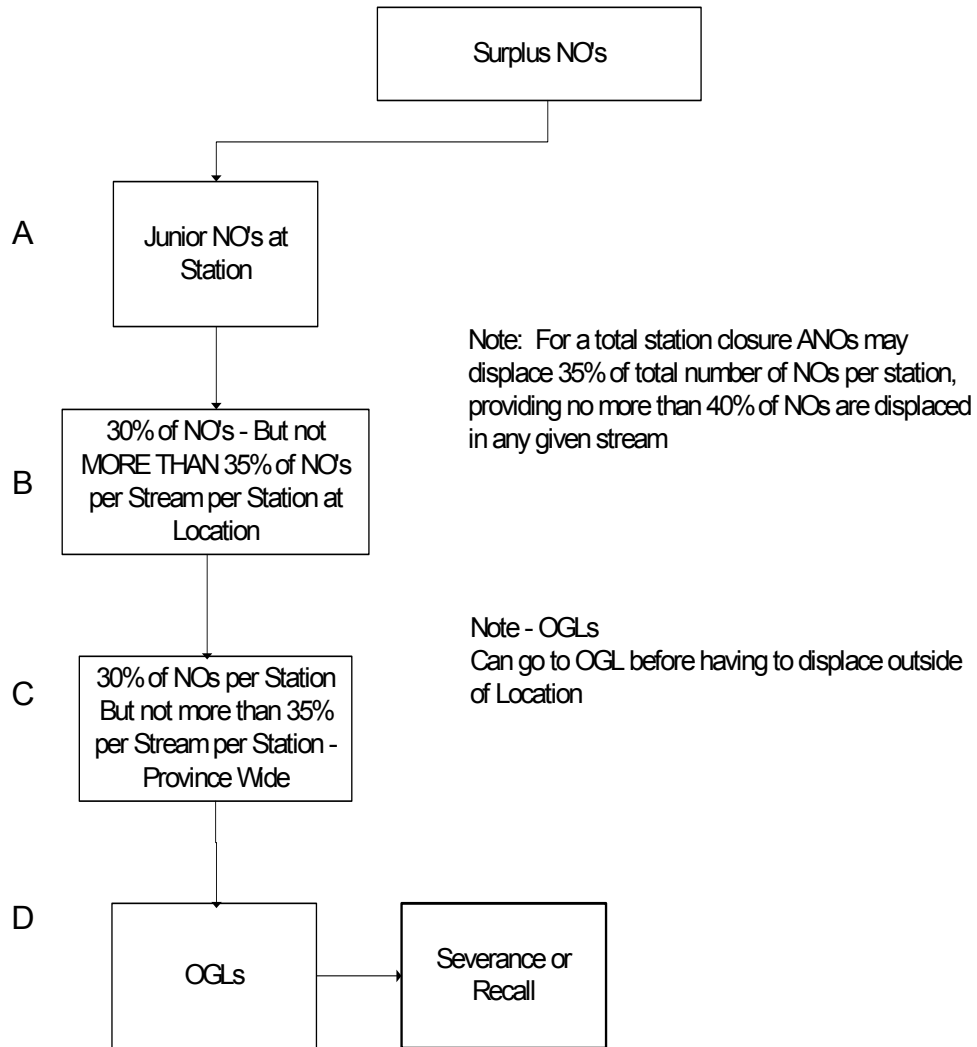 Surplus NO's
A
Junior NO's at
Station
Note: For a total station closure ANOs may
displace 35% of total number of NOs per station,
providing no more than 40% of NOs are displaced
in any given stream
B
30% of NO's - But not
MORE THAN 35% of NO's
per Stream per Station at
Location
Note - OGLs
Can go to OGL before having to displace outside
of Location
C
30% of NOs per Station
But not more than 35%
per Stream per Station -
Province Wide
D
OGLs
Severance or
Recall